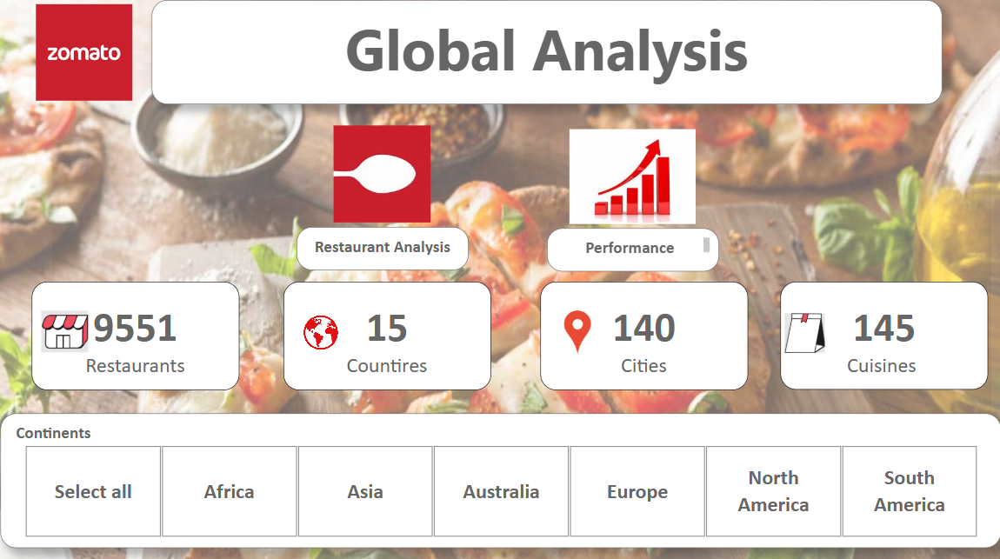 zomato
Global Analysis
Restaurant Analysis
Performance
9551
Restaurants
15
Countires
140
Cities
145
Cuisines
Continents
Select all
Africa
Asia
Australia
Europe
North
America
South
America